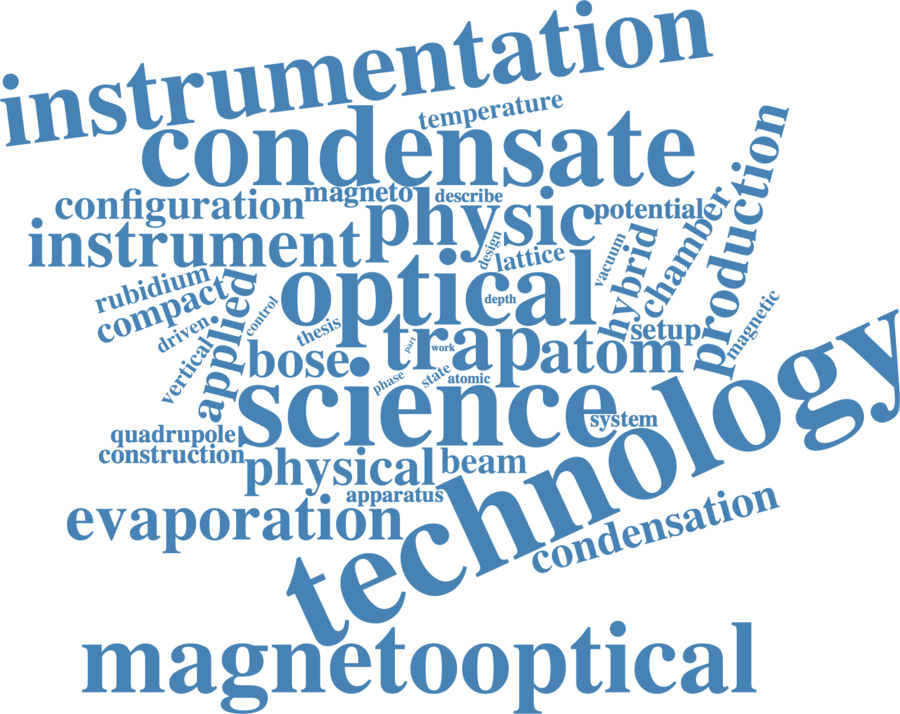 instrumentation
temperature
condensate
magneto
describe
configuration
physic
potential
production
instrument
design
lattice
vacuum
hybrid
chamber
rubidium
compact
optical
depth
magnetic
driven
applied
control
thesis
trap
setup
vertical
bose
part
work
atom
phase
state
atomic
science
technology
system
quadrupole
construction
physical
beam
apparatus
evaporation
condensation
magnetooptical